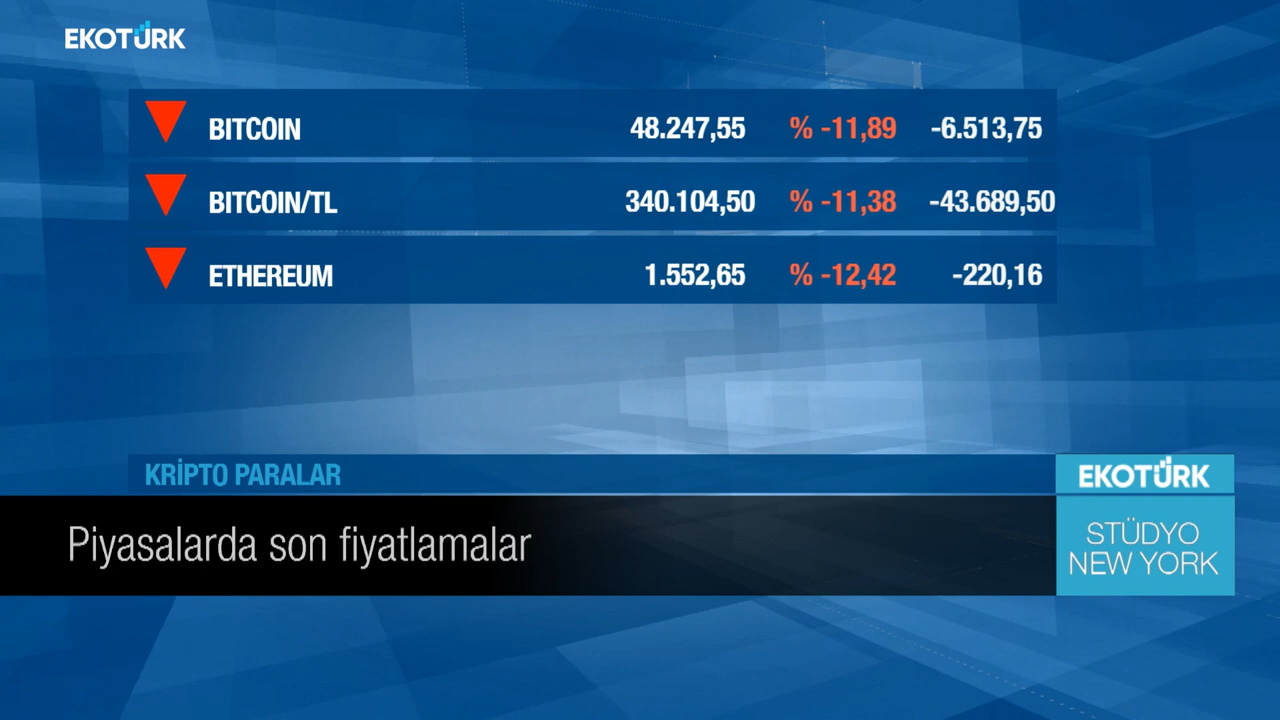 EKOTÜRK
BITCOIN 48.247,55 % -11,89 -6.513,75
BITCOIN/TL 340.104,50 % -11,38 -43.689,50
ETHEREUM 1.552,65 % -12,42 -220,16
KRİPTO PARALAR
EKOTÜRK
Piyasalarda son fiyatlamalar
STÜDYO
NEW YORK